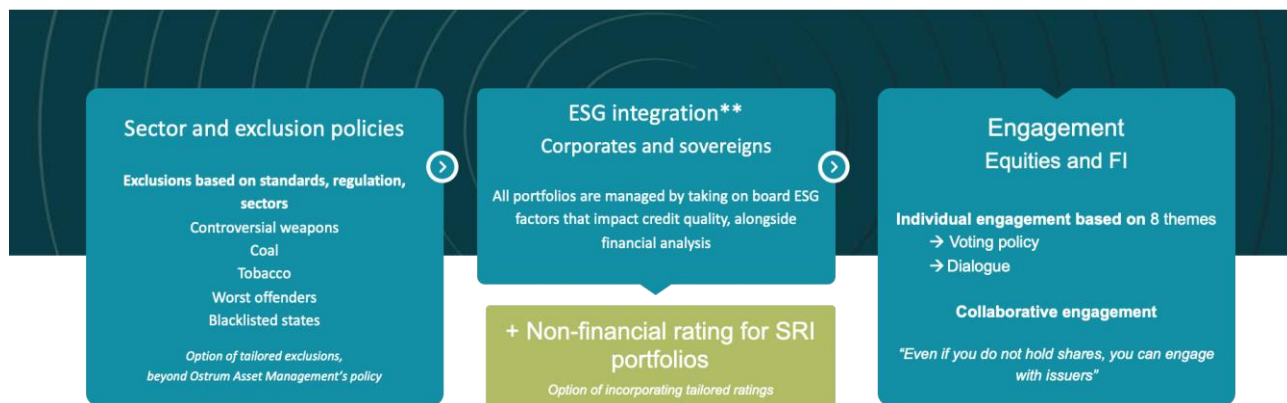 Sector and exclusion policies
Exclusions based on standards, regulation,
sectors
Controversial weapons
Coal
Tobacco
Worst offenders
Blacklisted states
Option of tailored exclusions,
beyond Ostrum Asset Management's policy
ESG integration**
Corporates and sovereigns
All portfolios are managed by taking on board ESG
factors that impact credit quality, alongside
financial analysis
+ Non-financial rating for SRI
portfolios
Option of incorporating tailored ratings
Engagement
Equities and FI
Individual engagement based on 8 themes
→ Voting policy
→ Dialogue
Collaborative engagement
“Even if you do not hold shares, you can engage
with issuers”